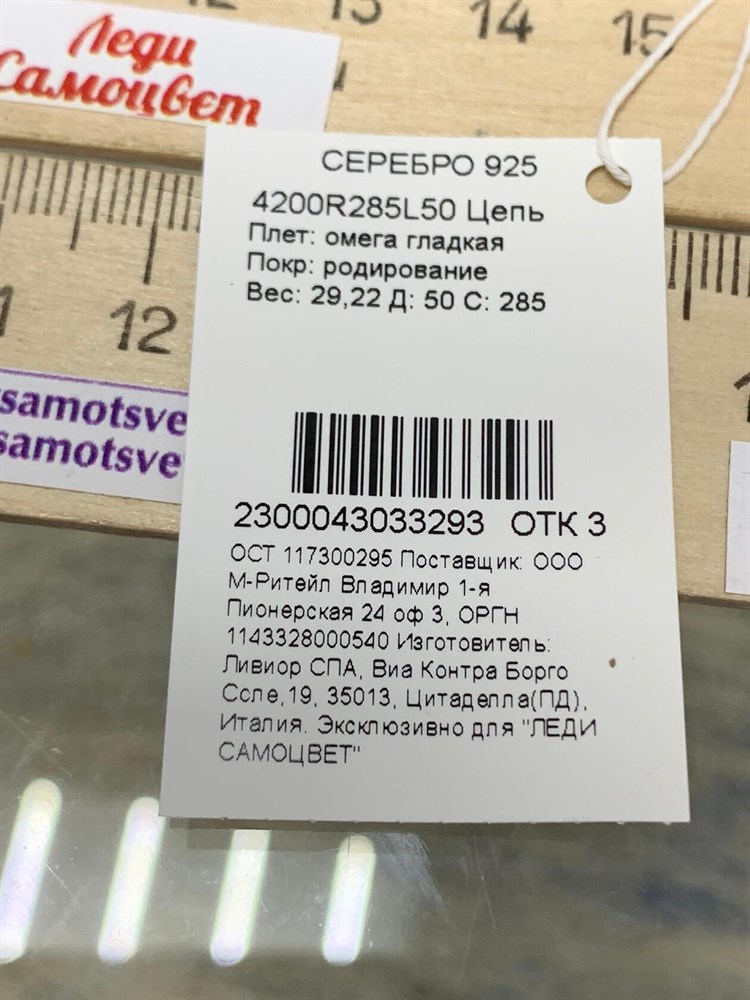 13 14 15
Леди
Самоцвет
СЕРЕБРО 925
4200R285L50 Цепь
Плет: омега гладкая
Покр: родирование
Вес: 29,22 Д: 50 С: 285
12
samotsve
samotsve
2300043033293 ОТК 3
ОСТ 117300295 Поставщик: ООО
М-Ритейл Владимир 1-я
Пионерская 24 оф 3, ОРГН
1143328000540 Изготовитель:
Ливиор СПА, Виа Контра Борго
Ссле,19, 35013, Цитаделла(ПД),
Италия. Эксклюзивно для "ЛЕДИ
САМОЦВЕТ"